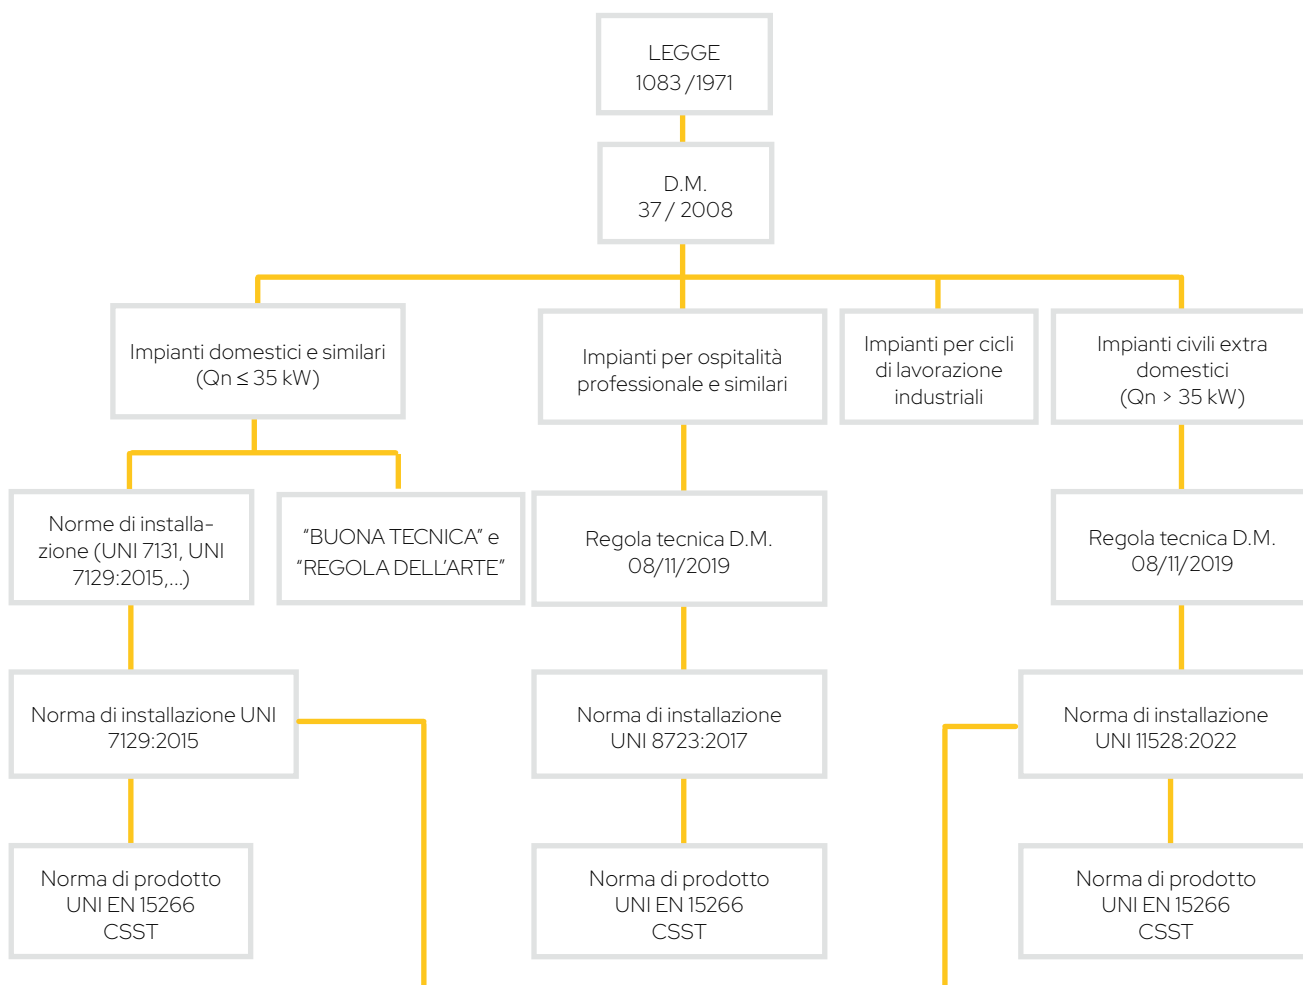 LEGGE
1083 /1971
D.M.
37 / 2008
Impianti domestici e similari
(Qn ≤ 35 kW)
Impianti per ospitalità
professionale e similari
Impianti per cicli
di lavorazione
industriali
Impianti civili extra
domestici
(Qn > 35 kW)
Norme di installa-
zione (UNI 7131, UNI
7129:2015,...)
“BUONA TECNICA” e
“REGOLA DELL’ARTE”
Regola tecnica D.M.
08/11/2019
Regola tecnica D.M.
08/11/2019
Norma di installazione UNI
7129:2015
Norma di installazione
UNI 8723:2017
Norma di installazione
UNI 11528:2022
Norma di prodotto
UNI EN 15266
CSST
Norma di prodotto
UNI EN 15266
CSST
Norma di prodotto
UNI EN 15266
CSST